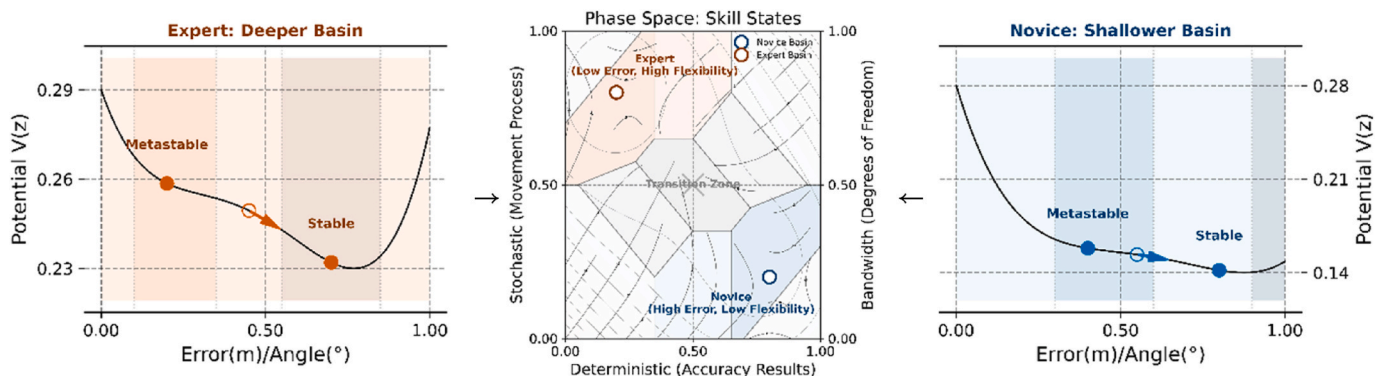 Expert: Deeper Basin
Potential V(z)
0.29
0.26
0.23
Metastable
Stable
0.00
0.50
1.00
Error(m)/Angle(°)
→
Phase Space: Skill States
Stochastic (Movement Process)
1.00
0.50
0.00
Novice Basin
Expert Basin
Expert
(Low Error, High Flexibility)
Transition Zone
Novice
(High Error, Low Flexibility)
1.00
0.50
0.00
Bandwidth (Degrees of Freedom)
0.00
0.50
1.00
Deterministic (Accuracy Results)
←
Novice: Shallower Basin
Metastable
Stable
0.28
0.21
0.14
Potential V(z)
0.00
0.50
1.00
Error(m)/Angle(°)